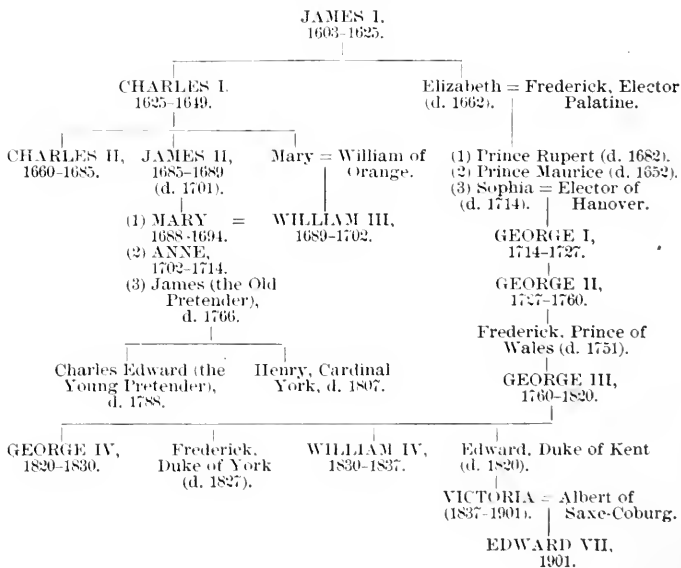 JAMES I.
1603-1625.
CHARLES I. Elizabeth = Frederick, Elector
1625-1649. (d. 1662). Palatine.
CHARLES II, JAMES II, Mary = William of
1660-1685. 1685-1689 Orange.
(d. 1701).
(1) Prince Rupert (d. 1682).
(2) Prince Maurice (d. 1652).
(3) Sophia = Elector of
(d. 1714). Hanover.
(1) MARY = WILLIAM III,
1688-1694. 1689-1702.
(2) ANNE,
1702-1714.
(3) James (the Old
Pretender),
d. 1766.
GEORGE I,
1714-1727.
GEORGE II,
1727-1760.
Frederick, Prince of
Wales (d. 1751).
Charles Edward (the Henry, Cardinal
Young Pretender), York, d. 1807.
d. 1788.
GEORGE III,
1760-1820.
GEORGE IV, Frederick, WILLIAM IV, Edward, Duke of Kent
1820-1830. Duke of York 1830-1837. (d. 1820).
(d. 1827).
VICTORIA = Albert of
(1837-1901). Saxe-Coburg.
EDWARD VII,
1901.